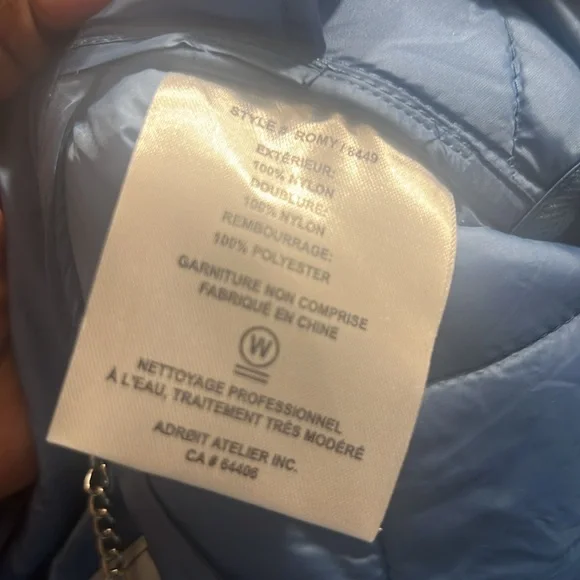 STYLE # ROMY / 6449
EXTÉRIEUR:
100% NYLON
DOUBLURE:
100% NYLON
REMBOURRAGE:
100% POLYESTER
GARNITURE NON COMPRISE
FABRIQUÉ EN CHINE
W
NETTOYAGE PROFESSIONNEL
À L'EAU, TRAITEMENT TRÈS MODÉRÉ
ADRØIT ATELIER INC.
CA # 64406